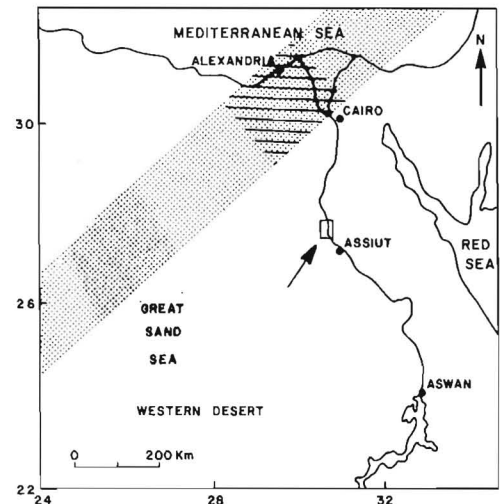 MEDITERRANEAN SEA
N
ALEXANDRIA
30
CAIRO
RED
SEA
ASSIUT
26
GREAT
SAND
SEA
ASWAN
WESTERN DESERT
0 200 Km
22
24 28 32